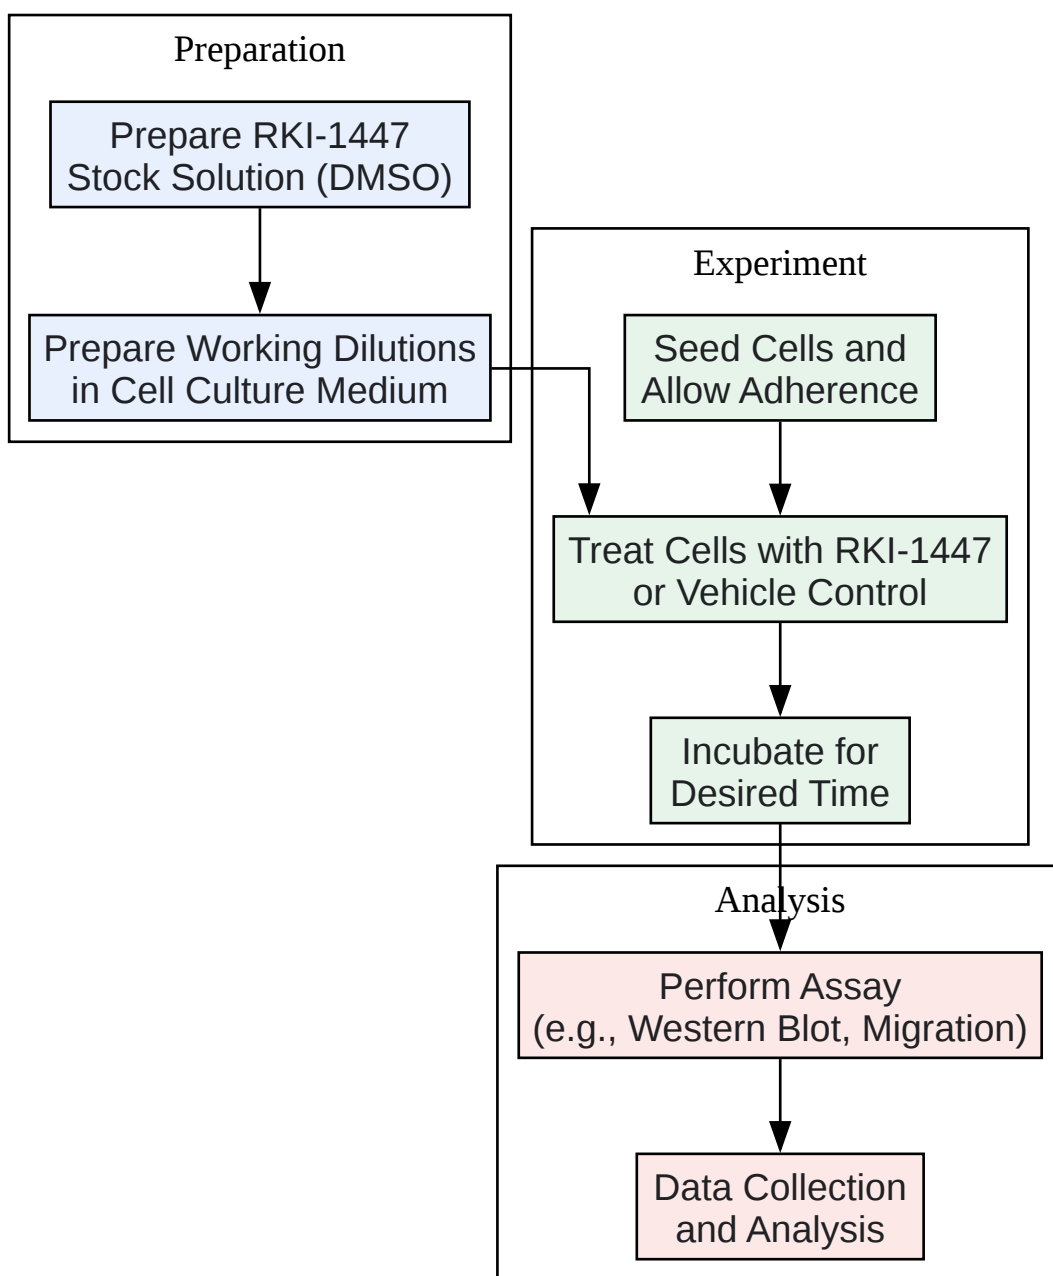 Preparation
Prepare RKI-1447
Stock Solution (DMSO)
Prepare Working Dilutions
in Cell Culture Medium
Experiment
Seed Cells and
Allow Adherence
Treat Cells with RKI-1447
or Vehicle Control
Incubate for
Desired Time
Analysis
Perform Assay
(e.g., Western Blot, Migration)
Data Collection
and Analysis